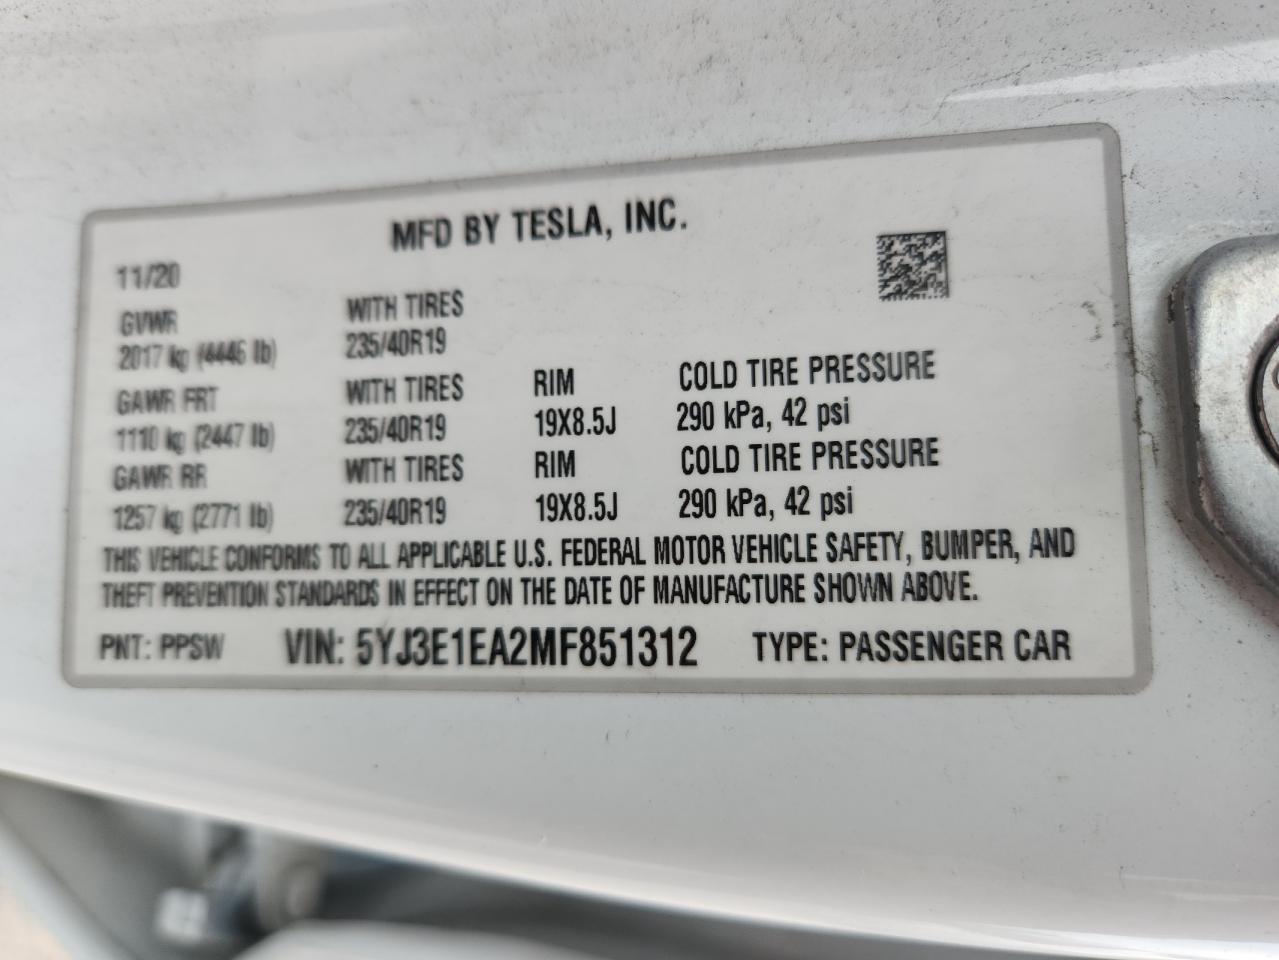 MFD BY TESLA, INC.
11/20
GVWR WITH TIRES
2017 kg (4446 lb) 235/40R19
GAWR FRT WITH TIRES RIM COLD TIRE PRESSURE
1110 kg (2447 lb) 235/40R19 19X8.5J 290 kPa, 42 psi
GAWR RR WITH TIRES RIM COLD TIRE PRESSURE
1257 kg (2771 lb) 235/40R19 19X8.5J 290 kPa, 42 psi
THIS VEHICLE CONFORMS TO ALL APPLICABLE U.S. FEDERAL MOTOR VEHICLE SAFETY, BUMPER, AND
THEFT PREVENTION STANDARDS IN EFFECT ON THE DATE OF MANUFACTURE SHOWN ABOVE.
PNT: PPSW VIN: 5YJ3E1EA2MF851312 TYPE: PASSENGER CAR